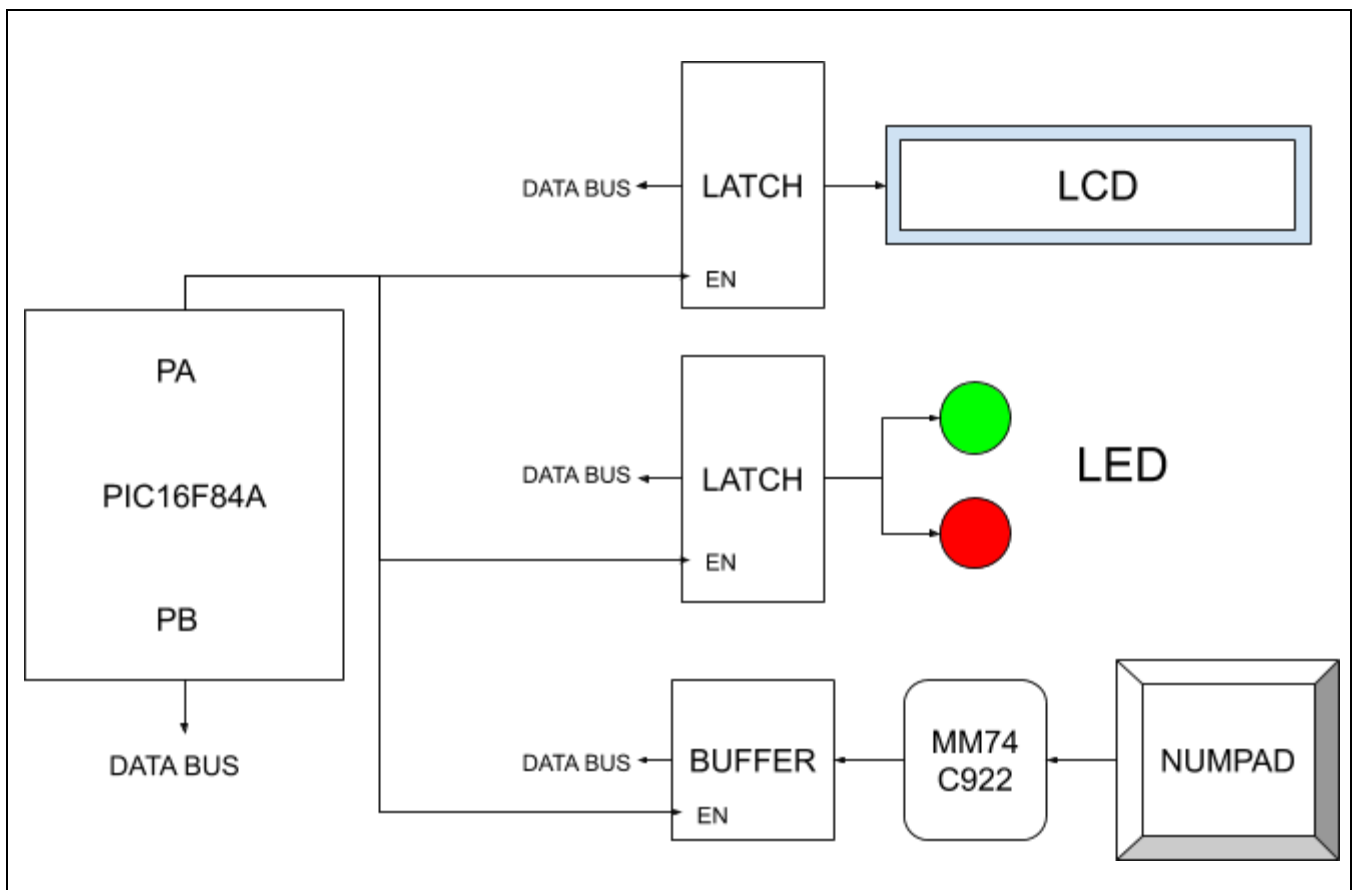 DATA BUS
LATCH
EN
LCD
PA
PIC16F84A
PB
DATA BUS
DATA BUS
LATCH
EN
LED
DATA BUS
BUFFER
EN
MM74
C922
NUMPAD